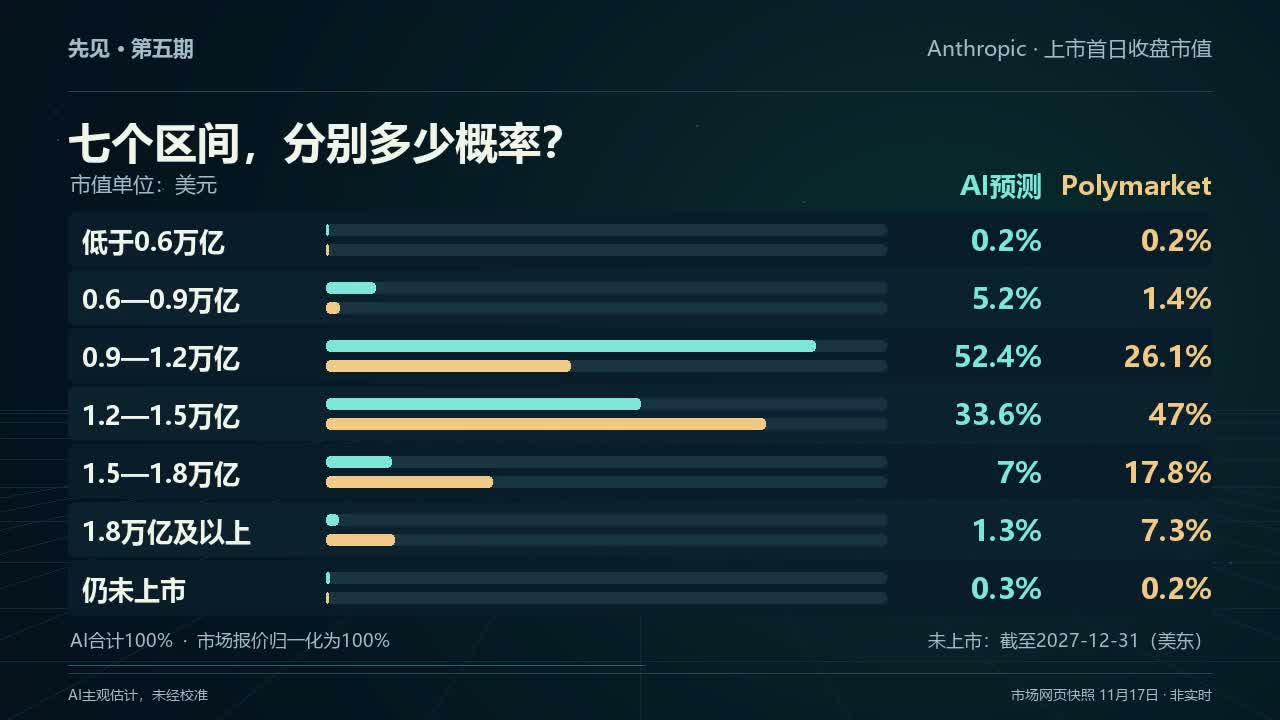 先见 · 第五期
Anthropic · 上市首日收盘市值
七个区间，分别多少概率？
市值单位：美元
AI预测 Polymarket
低于0.6万亿 0.2% 0.2%
0.6—0.9万亿 5.2% 1.4%
0.9—1.2万亿 52.4% 26.1%
1.2—1.5万亿 33.6% 47%
1.5—1.8万亿 7% 17.8%
1.8万亿及以上 1.3% 7.3%
仍未上市 0.3% 0.2%
AI合计100% · 市场报价归一化为100%
未上市：截至2027-12-31（美东）
AI主观估计，未经校准
市场网页快照 11月17日 · 非实时